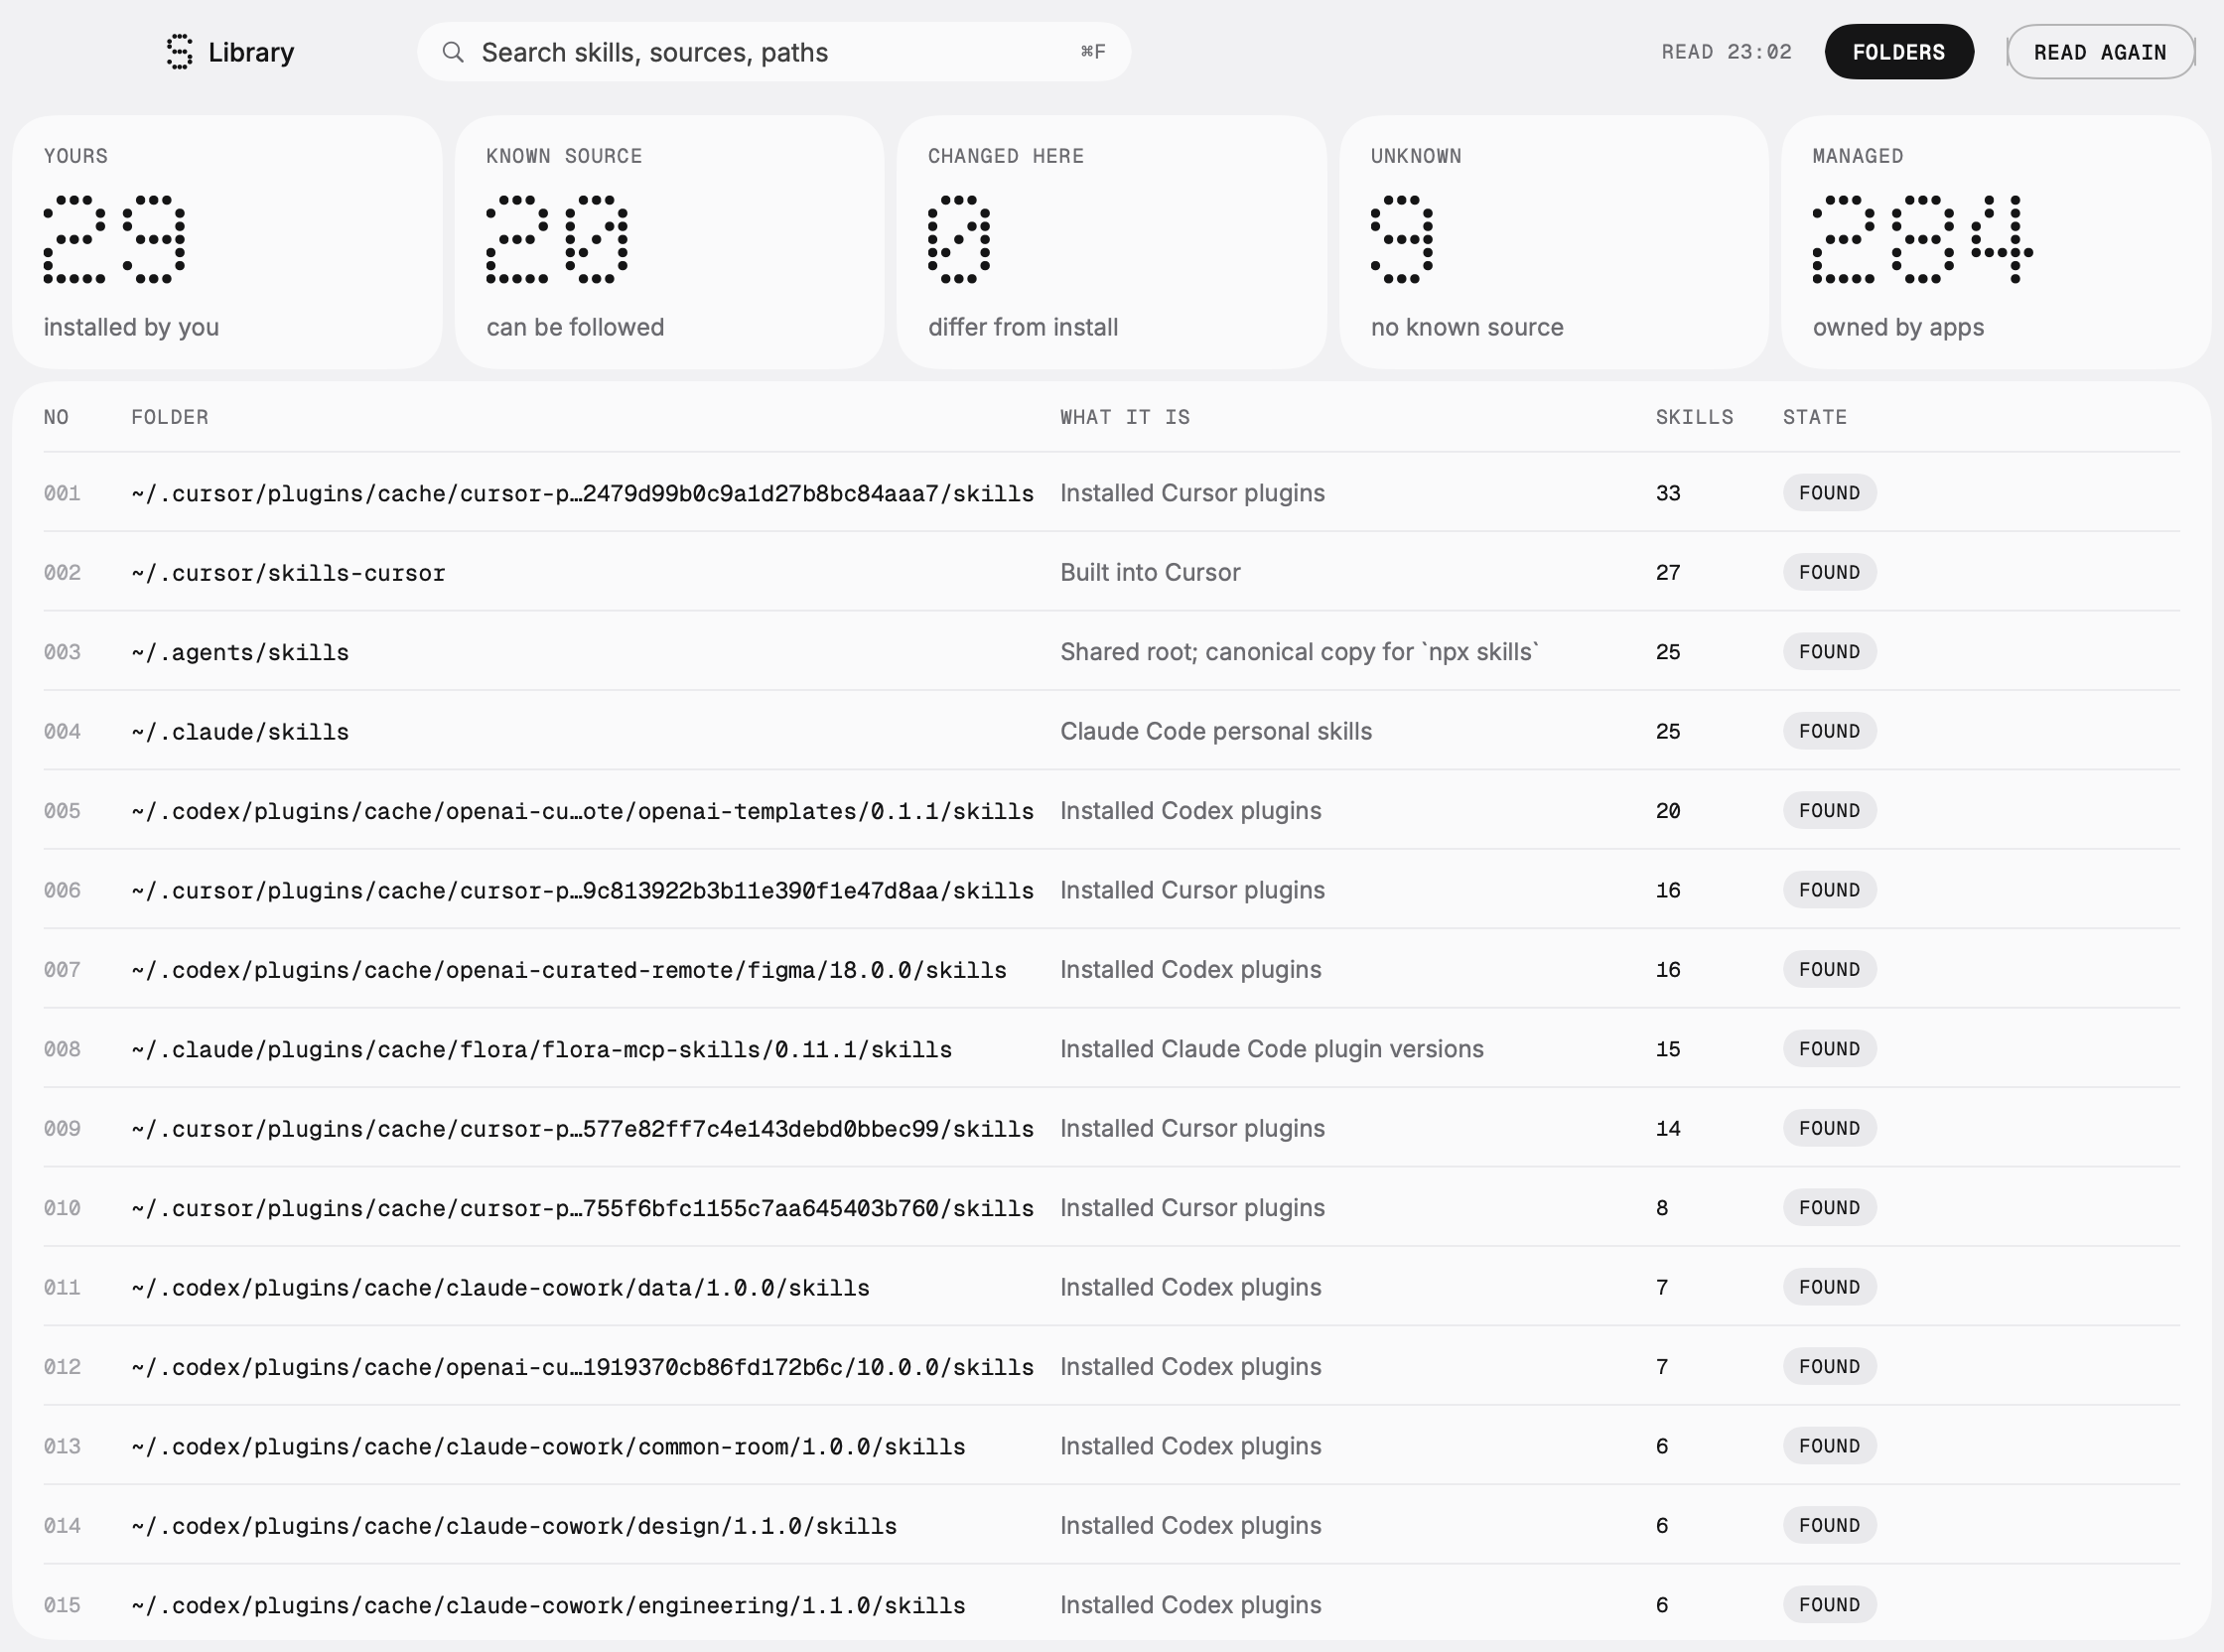 S Library
Search skills, sources, paths ⌘F
READ 23:02
FOLDERS
READ AGAIN
YOURS
29
installed by you
KNOWN SOURCE
20
can be followed
CHANGED HERE
0
differ from install
UNKNOWN
9
no known source
MANAGED
284
owned by apps
NO FOLDER WHAT IT IS SKILLS STATE
001 ~/.cursor/plugins/cache/cursor-p…2479d99b0c9a1d27b8bc84aaa7/skills Installed Cursor plugins 33 FOUND
002 ~/.cursor/skills-cursor Built into Cursor 27 FOUND
003 ~/.agents/skills Shared root; canonical copy for `npx skills` 25 FOUND
004 ~/.claude/skills Claude Code personal skills 25 FOUND
005 ~/.codex/plugins/cache/openai-cu…ote/openai-templates/0.1.1/skills Installed Codex plugins 20 FOUND
006 ~/.cursor/plugins/cache/cursor-p…9c813922b3b11e390f1e47d8aa/skills Installed Cursor plugins 16 FOUND
007 ~/.codex/plugins/cache/openai-curated-remote/figma/18.0.0/skills Installed Codex plugins 16 FOUND
008 ~/.claude/plugins/cache/flora/flora-mcp-skills/0.11.1/skills Installed Claude Code plugin versions 15 FOUND
009 ~/.cursor/plugins/cache/cursor-p…577e82ff7c4e143debd0bbec99/skills Installed Cursor plugins 14 FOUND
010 ~/.cursor/plugins/cache/cursor-p…755f6bfc1155c7aa645403b760/skills Installed Cursor plugins 8 FOUND
011 ~/.codex/plugins/cache/claude-cowork/data/1.0.0/skills Installed Codex plugins 7 FOUND
012 ~/.codex/plugins/cache/openai-cu…1919370cb86fd172b6c/10.0.0/skills Installed Codex plugins 7 FOUND
013 ~/.codex/plugins/cache/claude-cowork/common-room/1.0.0/skills Installed Codex plugins 6 FOUND
014 ~/.codex/plugins/cache/claude-cowork/design/1.1.0/skills Installed Codex plugins 6 FOUND
015 ~/.codex/plugins/cache/claude-cowork/engineering/1.1.0/skills Installed Codex plugins 6 FOUND